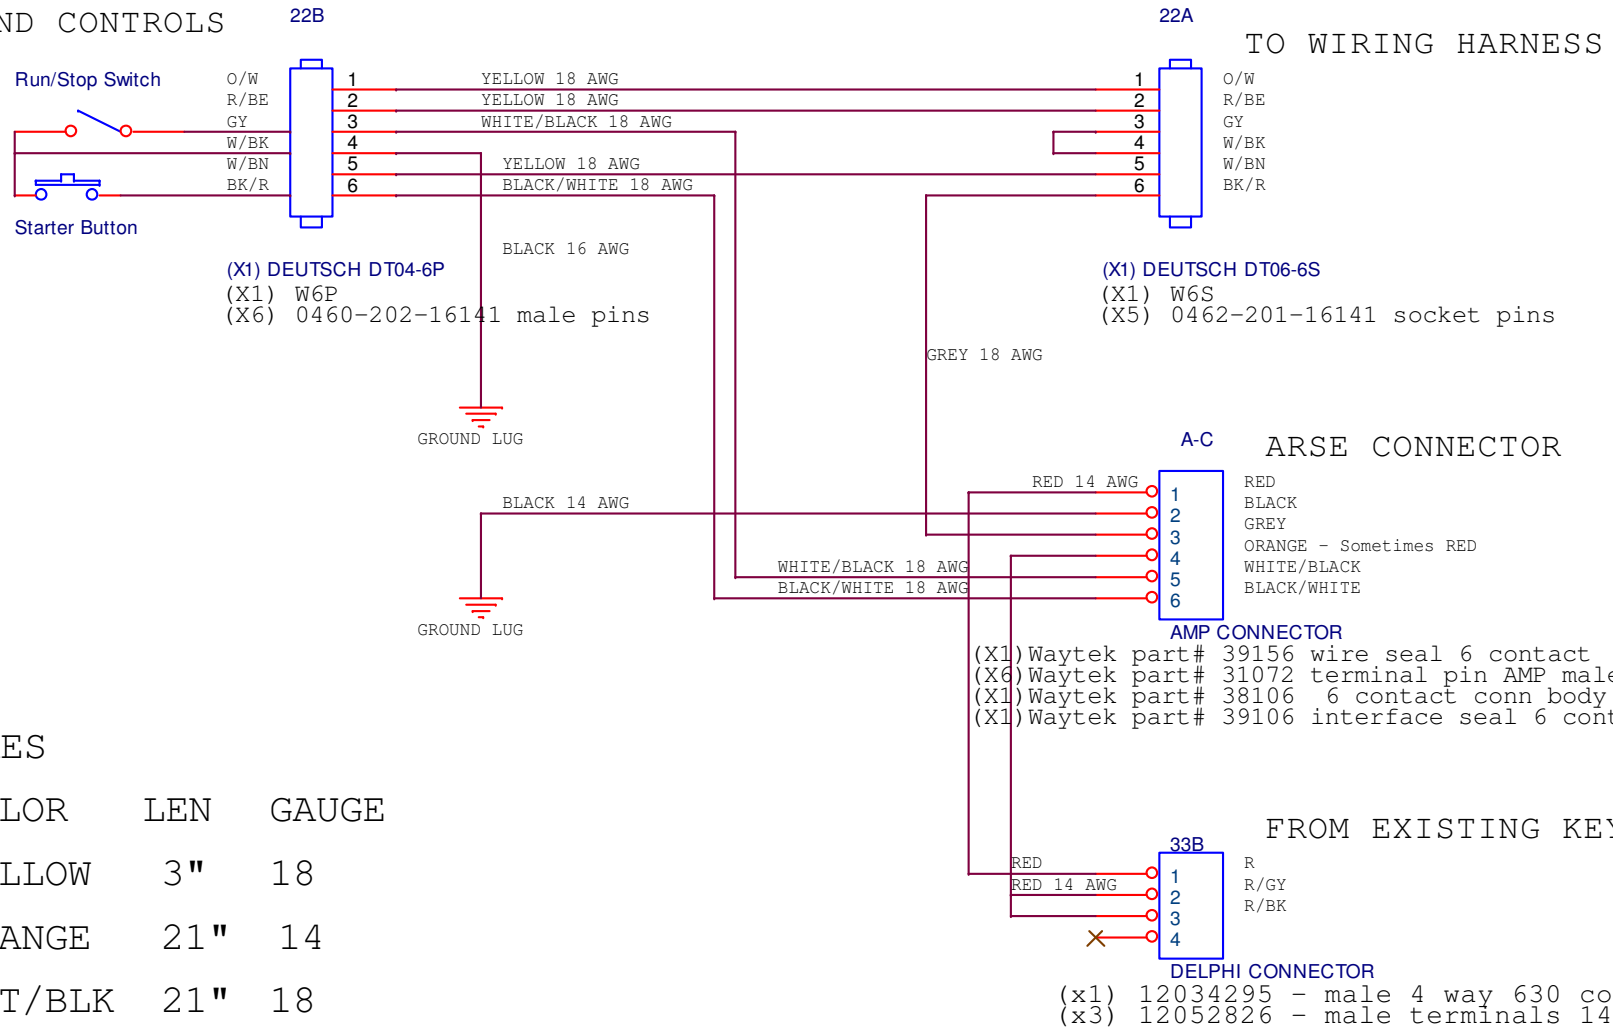 ND CONTROLS
22B
22A
TO WIRING HARNESS
Run/Stop Switch
O/W
R/BE
GY
W/BK
W/BN
BK/R
1
2
3
4
5
6
YELLOW 18 AWG
YELLOW 18 AWG
WHITE/BLACK 18 AWG
YELLOW 18 AWG
BLACK/WHITE 18 AWG
1
2
3
4
5
6
O/W
R/BE
GY
W/BK
W/BN
BK/R
Starter Button
BLACK 16 AWG
(X1) DEUTSCH DT04-6P
(X1) W6P
(X6) 0460-202-16141 male pins
(X1) DEUTSCH DT06-6S
(X1) W6S
(X5) 0462-201-16141 socket pins
GREY 18 AWG
GROUND LUG
A-C
ARSE CONNECTOR
RED 14 AWG
BLACK 14 AWG
WHITE/BLACK 18 AWG
BLACK/WHITE 18 AWG
1
2
3
4
5
6
RED
BLACK
GREY
ORANGE - Sometimes RED
WHITE/BLACK
BLACK/WHITE
GROUND LUG
AMP CONNECTOR
(X1)Waytek part# 39156 wire seal 6 contact
(X6)Waytek part# 31072 terminal pin AMP male
(X1)Waytek part# 38106 6 contact conn body
(X1)Waytek part# 39106 interface seal 6 cont
ES
LOR LEN GAUGE
LLOW 3" 18
ANGE 21" 14
T/BLK 21" 18
FROM EXISTING KEY
33B
RED
RED 14 AWG
1
2
3
4
R
R/GY
R/BK
DELPHI CONNECTOR
(x1) 12034295 - male 4 way 630 co
(x3) 12052826 - male terminals 14